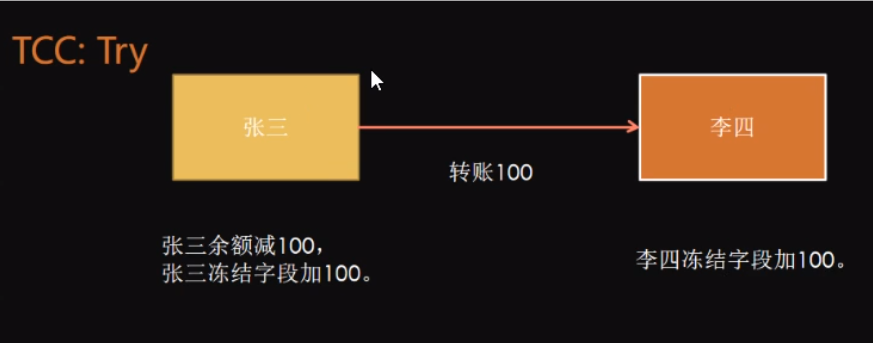 TCC: Try
张三
李四
转账100
张三余额减100，
张三冻结字段加100。
李四冻结字段加100。